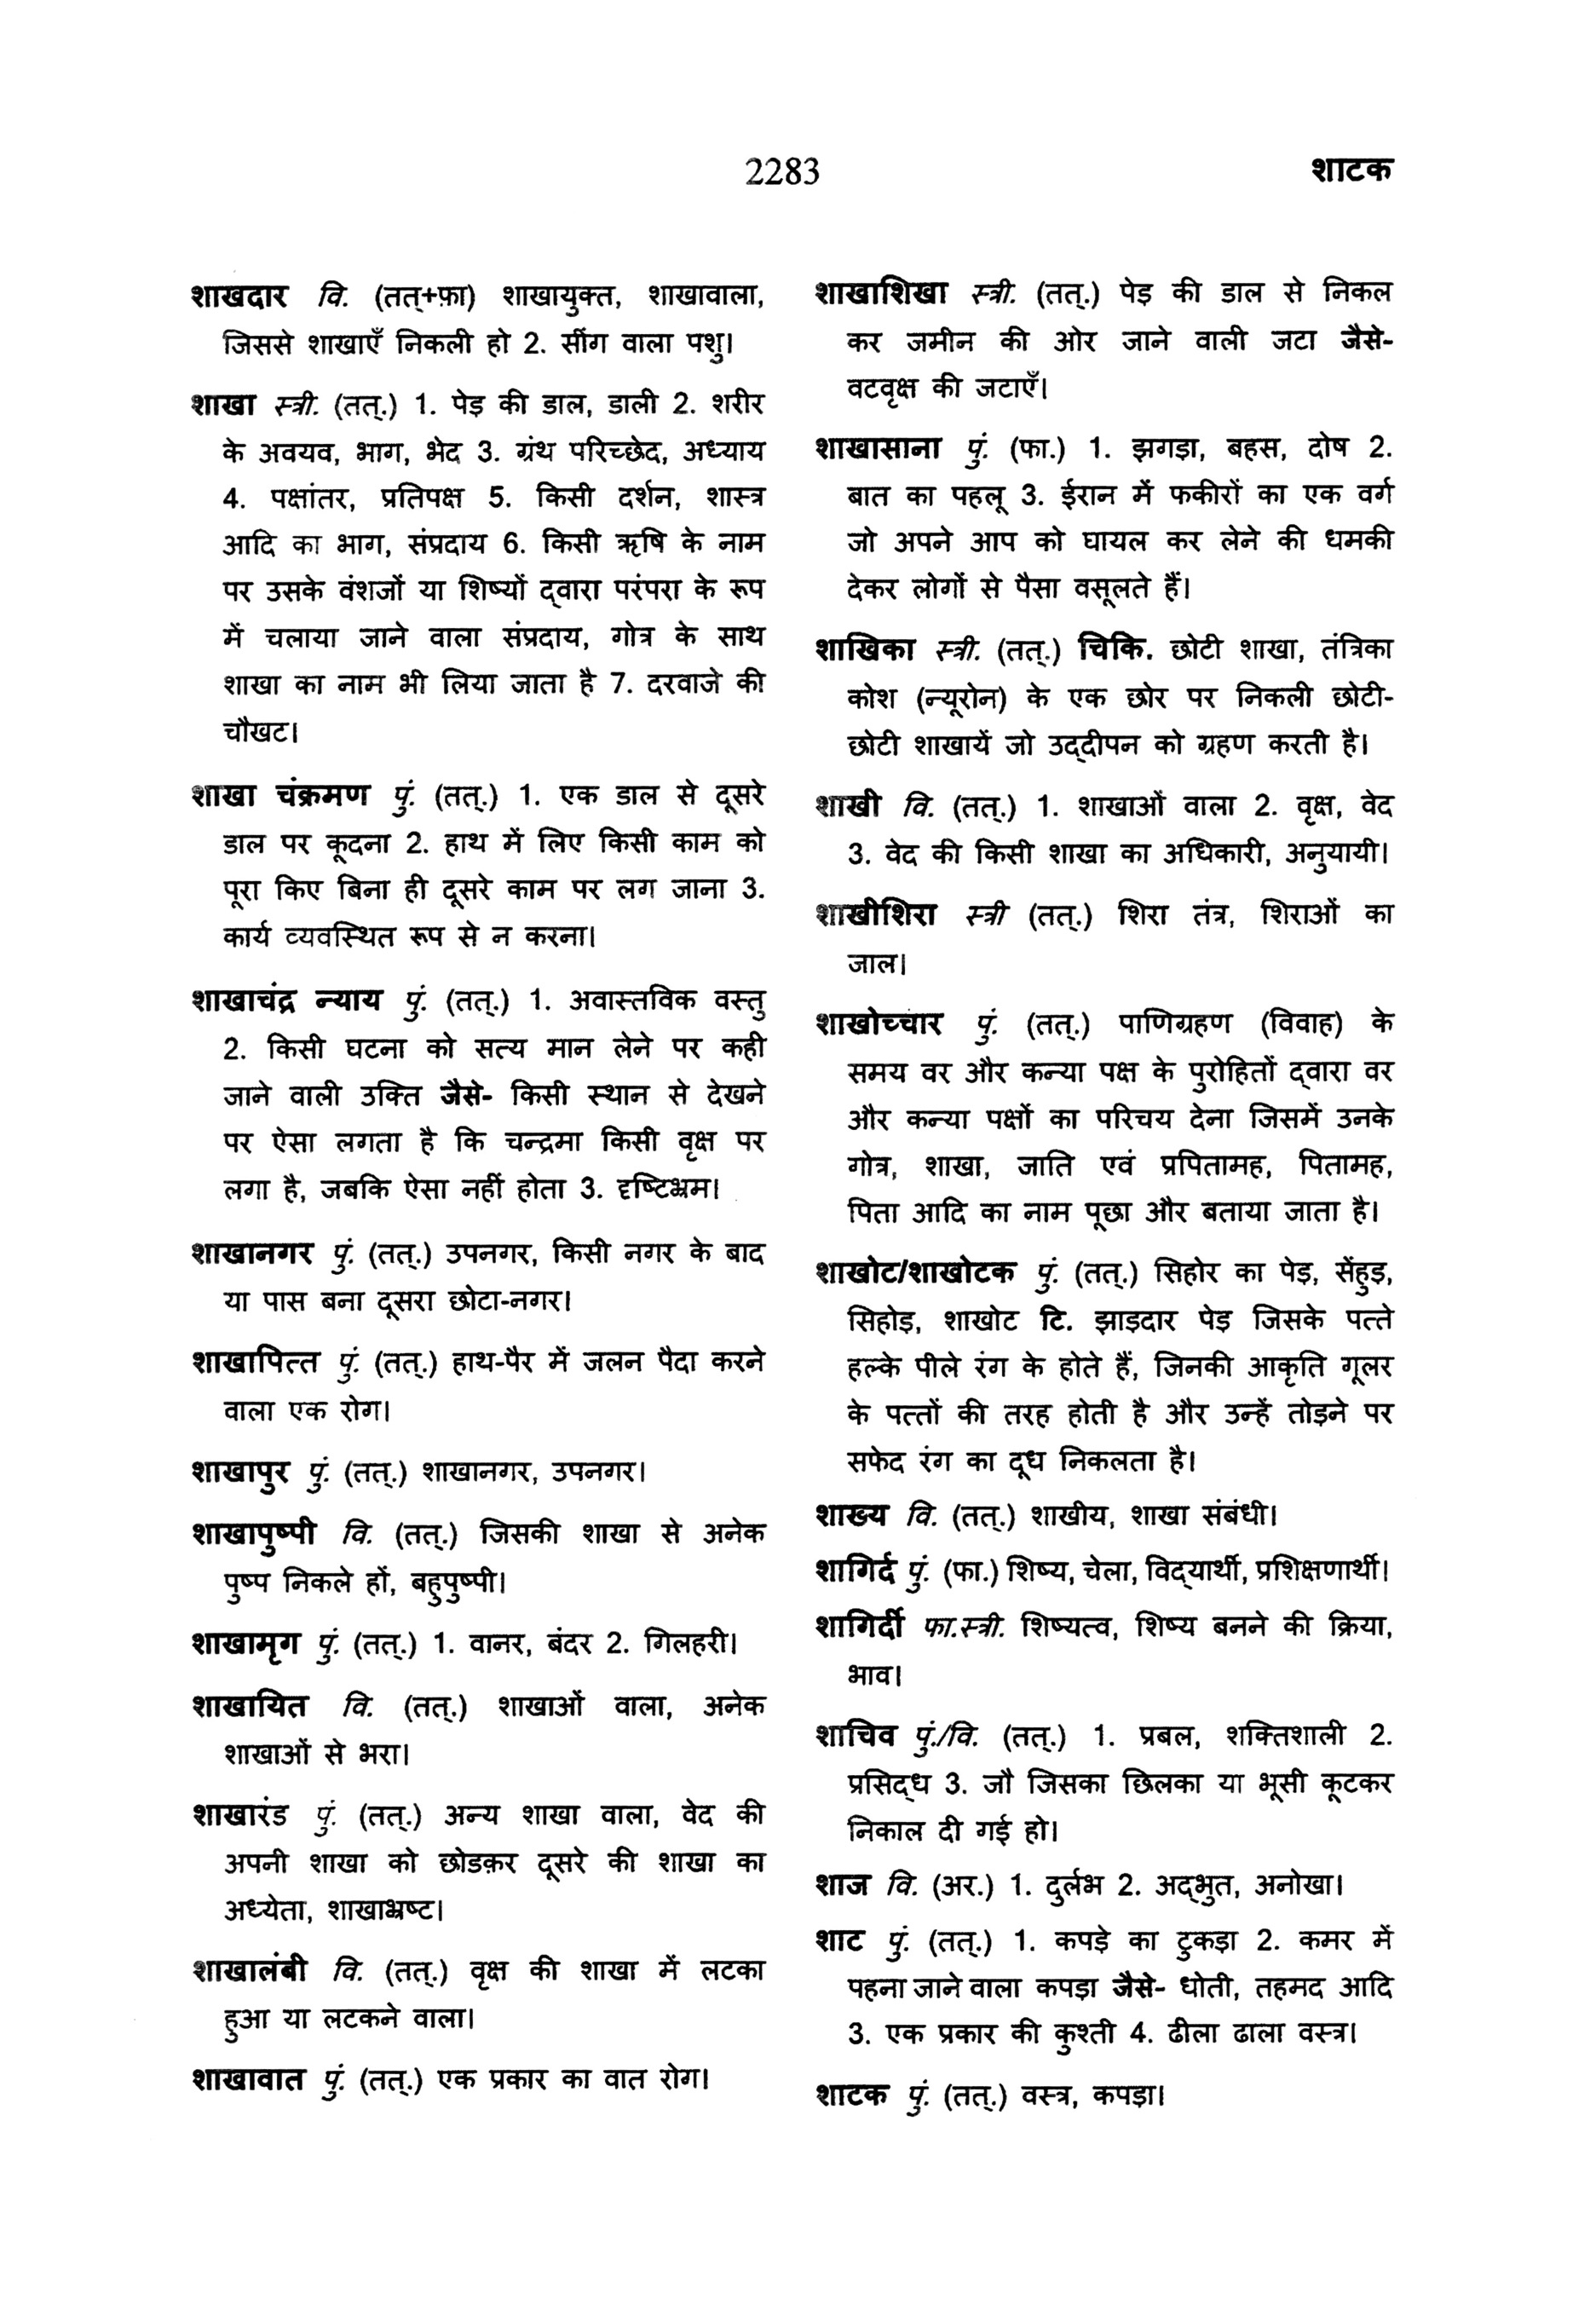 2283
शाटक
शाखदार वि. (तत्+फ़ा) शाखायुक्त, शाखावाला,
जिससे शाखाएँ निकली हो 2. सींग वाला पशु।
शाखा स्त्री. (तत्.) 1. पेड़ की डाल, डाली 2. शरीर
के अवयव, भाग, भेद 3. ग्रंथ परिच्छेद, अध्याय
4. पक्षांतर, प्रतिपक्ष 5. किसी दर्शन, शास्त्र
आदि का भाग, संप्रदाय 6. किसी ऋषि के नाम
पर उसके वंशजों या शिष्यों द्वारा परंपरा के रूप
में चलाया जाने वाला संप्रदाय, गोत्र के साथ
शाखा का नाम भी लिया जाता है 7. दरवाजे की
चौखट।
शाखा चंक्रमण पुं. (तत्.) 1. एक डाल से दूसरे
डाल पर कूदना 2. हाथ में लिए किसी काम को
पूरा किए बिना ही दूसरे काम पर लग जाना 3.
कार्य व्यवस्थित रूप से न करना।
शाखाचंद्र न्याय पुं. (तत्.) 1. अवास्तविक वस्तु
2. किसी घटना को सत्य मान लेने पर कही
जाने वाली उक्ति जैसे- किसी स्थान से देखने
पर ऐसा लगता है कि चन्द्रमा किसी वृक्ष पर
लगा है, जबकि ऐसा नहीं होता 3. दृष्टिभ्रम।
शाखानगर पुं. (तत्.) उपनगर, किसी नगर के बाद
या पास बना दूसरा छोटा-नगर।
शाखापित्त पुं. (तत्.) हाथ-पैर में जलन पैदा करने
वाला एक रोग।
शाखापुर पुं. (तत्.) शाखानगर, उपनगर।
शाखापुष्पी वि. (तत्.) जिसकी शाखा से अनेक
पुष्प निकले हों, बहुपुष्पी।
शाखामृग पुं. (तत्.) 1. वानर, बंदर 2. गिलहरी।
शाखायित वि. (तत्.) शाखाओं वाला, अनेक
शाखाओं से भरा।
शाखारंड पुं. (तत्.) अन्य शाखा वाला, वेद की
अपनी शाखा को छोडक़र दूसरे की शाखा का
अध्येता, शाखाभ्रष्ट।
शाखालंबी वि. (तत्.) वृक्ष की शाखा में लटका
हुआ या लटकने वाला।
शाखावात पुं. (तत्.) एक प्रकार का वात रोग।
शाखाशिखा स्त्री. (तत्.) पेड़ की डाल से निकल
कर जमीन की ओर जाने वाली जटा जैसे-
वटवृक्ष की जटाएँ।
शाखासाना पुं. (फा.) 1. झगड़ा, बहस, दोष 2.
बात का पहलू 3. ईरान में फकीरों का एक वर्ग
जो अपने आप को घायल कर लेने की धमकी
देकर लोगों से पैसा वसूलते हैं।
शाखिका स्त्री. (तत्.) चिकि. छोटी शाखा, तंत्रिका
कोश (न्यूरोन) के एक छोर पर निकली छोटी-
छोटी शाखायें जो उद्दीपन को ग्रहण करती है।
शाखी वि. (तत्.) 1. शाखाओं वाला 2. वृक्ष, वेद
3. वेद की किसी शाखा का अधिकारी, अनुयायी।
शाखीशिरा स्त्री (तत्.) शिरा तंत्र, शिराओं का
जाल।
शाखोच्चार पुं. (तत्.) पाणिग्रहण (विवाह) के
समय वर और कन्या पक्ष के पुरोहितों द्वारा वर
और कन्या पक्षों का परिचय देना जिसमें उनके
गोत्र, शाखा, जाति एवं प्रपितामह, पितामह,
पिता आदि का नाम पूछा और बताया जाता है।
शाखोट/शाखोटक पुं. (तत्.) सिहोर का पेड़, सेंहुड़,
सिहोड़, शाखोट टि. झाड़दार पेड़ जिसके पत्ते
हल्के पीले रंग के होते हैं, जिनकी आकृति गूलर
के पत्तों की तरह होती है और उन्हें तोड़ने पर
सफेद रंग का दूध निकलता है।
शाख्य वि. (तत्.) शाखीय, शाखा संबंधी।
शागिर्द पुं. (फा.) शिष्य, चेला, विद्यार्थी, प्रशिक्षणार्थी।
शागिर्दी फा.स्त्री. शिष्यत्व, शिष्य बनने की क्रिया,
भाव।
शाचिव पुं./वि. (तत्.) 1. प्रबल, शक्तिशाली 2.
प्रसिद्ध 3. जौ जिसका छिलका या भूसी कूटकर
निकाल दी गई हो।
शाज वि. (अर.) 1. दुर्लभ 2. अद्भुत, अनोखा।
शाट पुं. (तत्.) 1. कपड़े का टुकड़ा 2. कमर में
पहना जाने वाला कपड़ा जैसे- धोती, तहमद आदि
3. एक प्रकार की कुश्ती 4. ढीला ढाला वस्त्र।
शाटक पुं. (तत्.) वस्त्र, कपड़ा।